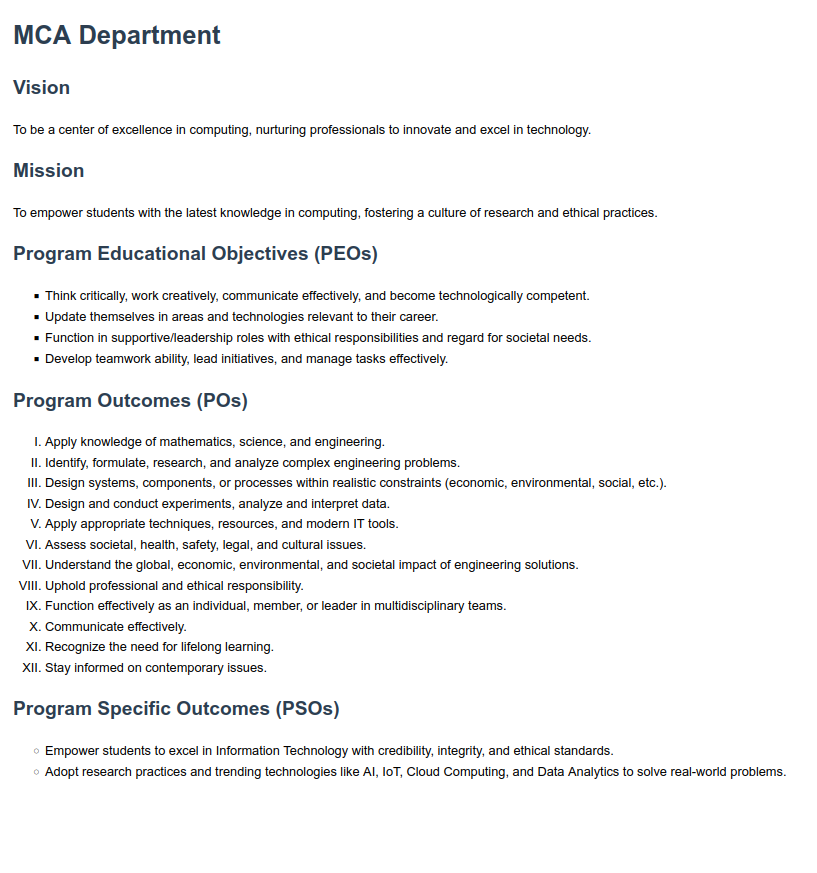 MCA Department
Vision
To be a center of excellence in computing, nurturing professionals to innovate and excel in technology.
Mission
To empower students with the latest knowledge in computing, fostering a culture of research and ethical practices.
Program Educational Objectives (PEOs)
▪ Think critically, work creatively, communicate effectively, and become technologically competent.
▪ Update themselves in areas and technologies relevant to their career.
▪ Function in supportive/leadership roles with ethical responsibilities and regard for societal needs.
▪ Develop teamwork ability, lead initiatives, and manage tasks effectively.
Program Outcomes (POs)
I. Apply knowledge of mathematics, science, and engineering.
II. Identify, formulate, research, and analyze complex engineering problems.
III. Design systems, components, or processes within realistic constraints (economic, environmental, social, etc.).
IV. Design and conduct experiments, analyze and interpret data.
V. Apply appropriate techniques, resources, and modern IT tools.
VI. Assess societal, health, safety, legal, and cultural issues.
VII. Understand the global, economic, environmental, and societal impact of engineering solutions.
VIII. Uphold professional and ethical responsibility.
IX. Function effectively as an individual, member, or leader in multidisciplinary teams.
X. Communicate effectively.
XI. Recognize the need for lifelong learning.
XII. Stay informed on contemporary issues.
Program Specific Outcomes (PSOs)
○ Empower students to excel in Information Technology with credibility, integrity, and ethical standards.
○ Adopt research practices and trending technologies like AI, IoT, Cloud Computing, and Data Analytics to solve real-world problems.